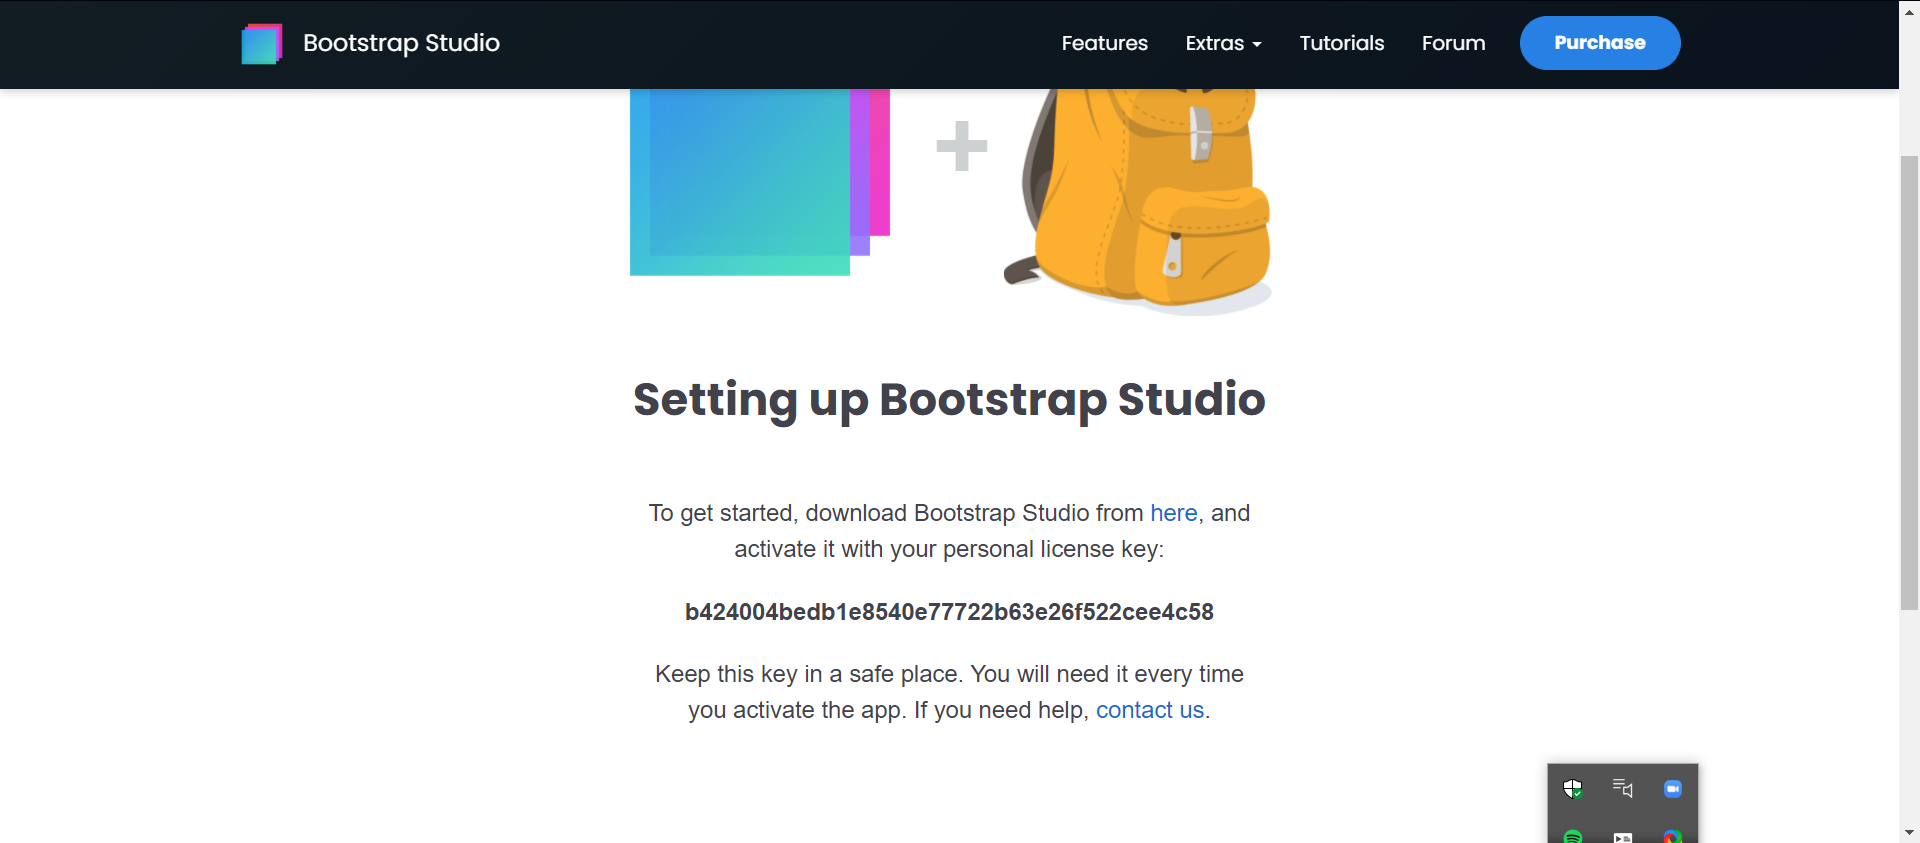 Bootstrap Studio
Features
Extras
Tutorials
Forum
Purchase
Setting up Bootstrap Studio
To get started, download Bootstrap Studio from here, and
activate it with your personal license key:
b424004bedb1e8540e77722b63e26f522cee4c58
Keep this key in a safe place. You will need it every time
you activate the app. If you need help, contact us.